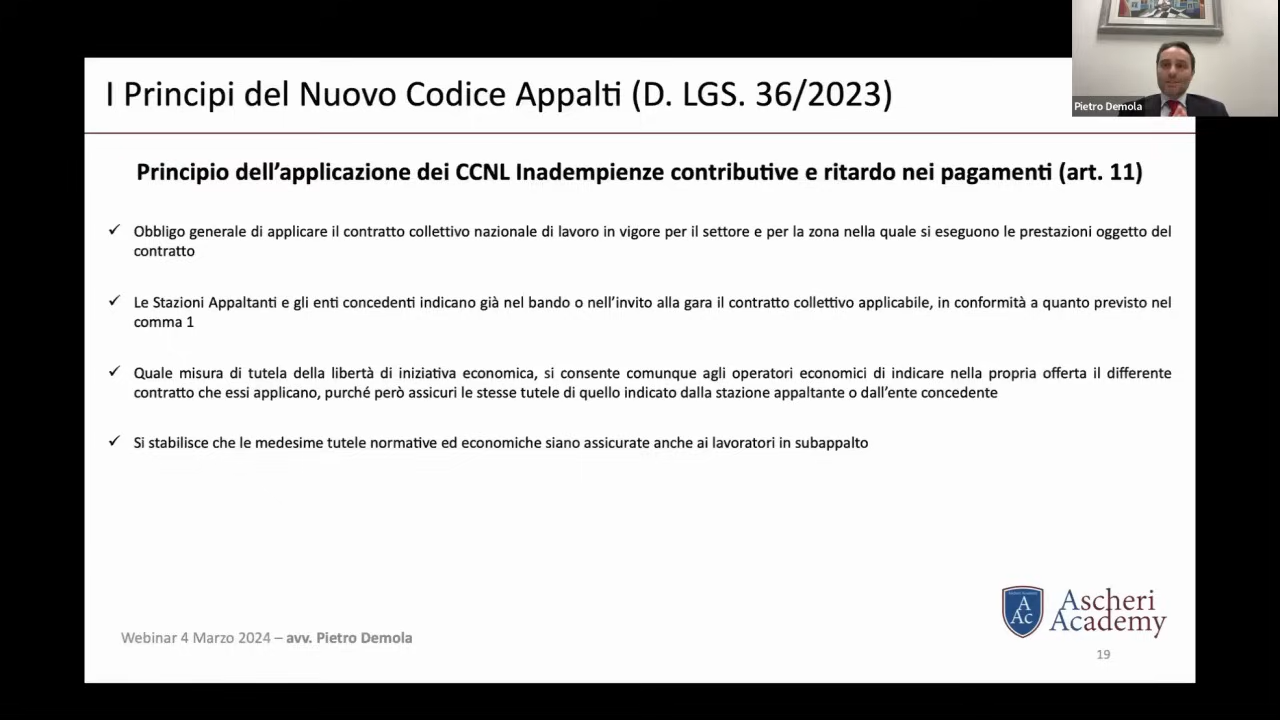 I Principi del Nuovo Codice Appalti (D. LGS. 36/2023)
Pietro Demola
Principio dell’applicazione dei CCNL Inadempienze contributive e ritardo nei pagamenti (art. 11)
✓ Obbligo generale di applicare il contratto collettivo nazionale di lavoro in vigore per il settore e per la zona nella quale si eseguono le prestazioni oggetto del
contratto
✓ Le Stazioni Appaltanti e gli enti concedenti indicano già nel bando o nell’invito alla gara il contratto collettivo applicabile, in conformità a quanto previsto nel
comma 1
✓ Quale misura di tutela della libertà di iniziativa economica, si consente comunque agli operatori economici di indicare nella propria offerta il differente
contratto che essi applicano, purché però assicuri le stesse tutele di quello indicato dalla stazione appaltante o dall’ente concedente
✓ Si stabilisce che le medesime tutele normative ed economiche siano assicurate anche ai lavoratori in subappalto
A
Ac
Ascheri
Academy
Webinar 4 Marzo 2024 – avv. Pietro Demola
19